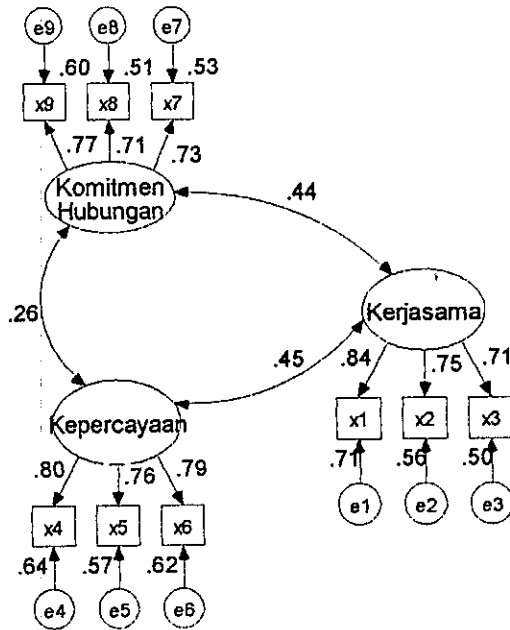 e9 e8 e7
.60 .51 .53
x9 x8 x7
.77 .71 .73
Komitmen
Hubungan
.44
.26
Kerjasama
.84 .75 .71
.45
x1 x2 x3
.71 .56 .50
e1 e2 e3
Kepercayaan
.80 .76 .79
x4 x5 x6
.64 .57 .62
e4 e5 e6